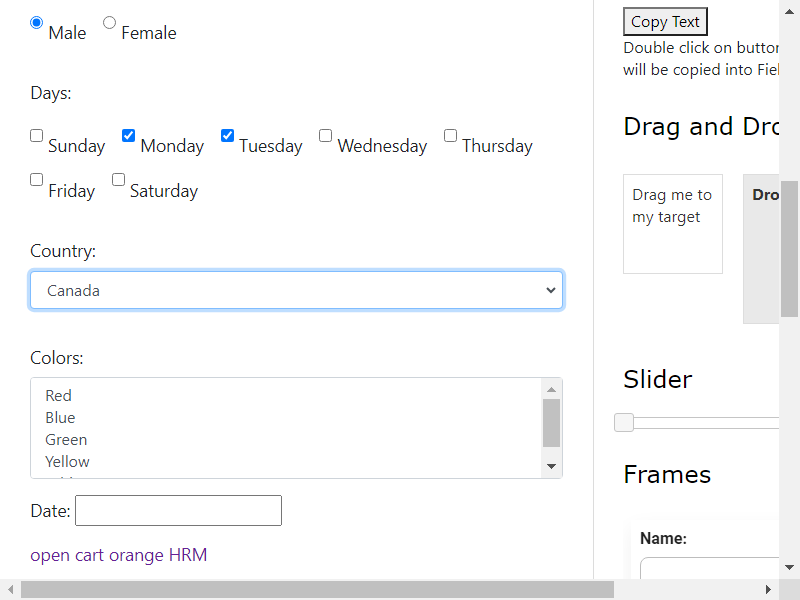 Male Female
Days:
Sunday Monday Tuesday Wednesday Thursday
Friday Saturday
Country:
Canada
Colors:
Red
Blue
Green
Yellow
Date:
open cart orange HRM
Copy Text
Double click on button
will be copied into Fiel
Drag and Dro
Drag me to
my target
Dro
Slider
Frames
Name: